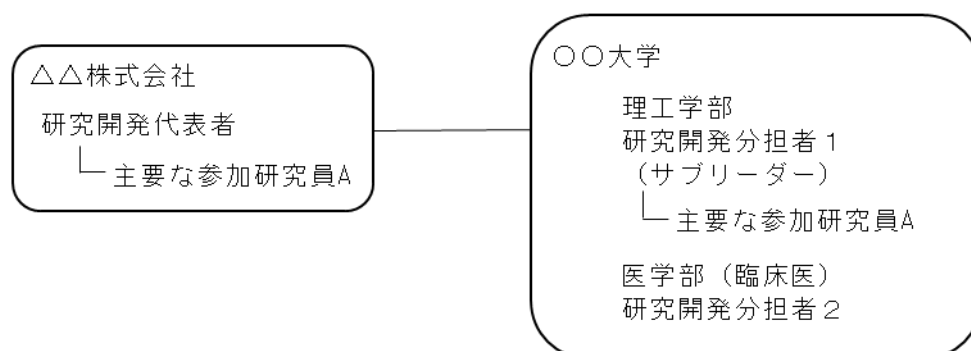 △△株式会社
研究開発代表者
主要な参加研究員A
〇〇大学
理工学部
研究開発分担者１
（サブリーダー）
主要な参加研究員A
医学部（臨床医）
研究開発分担者２